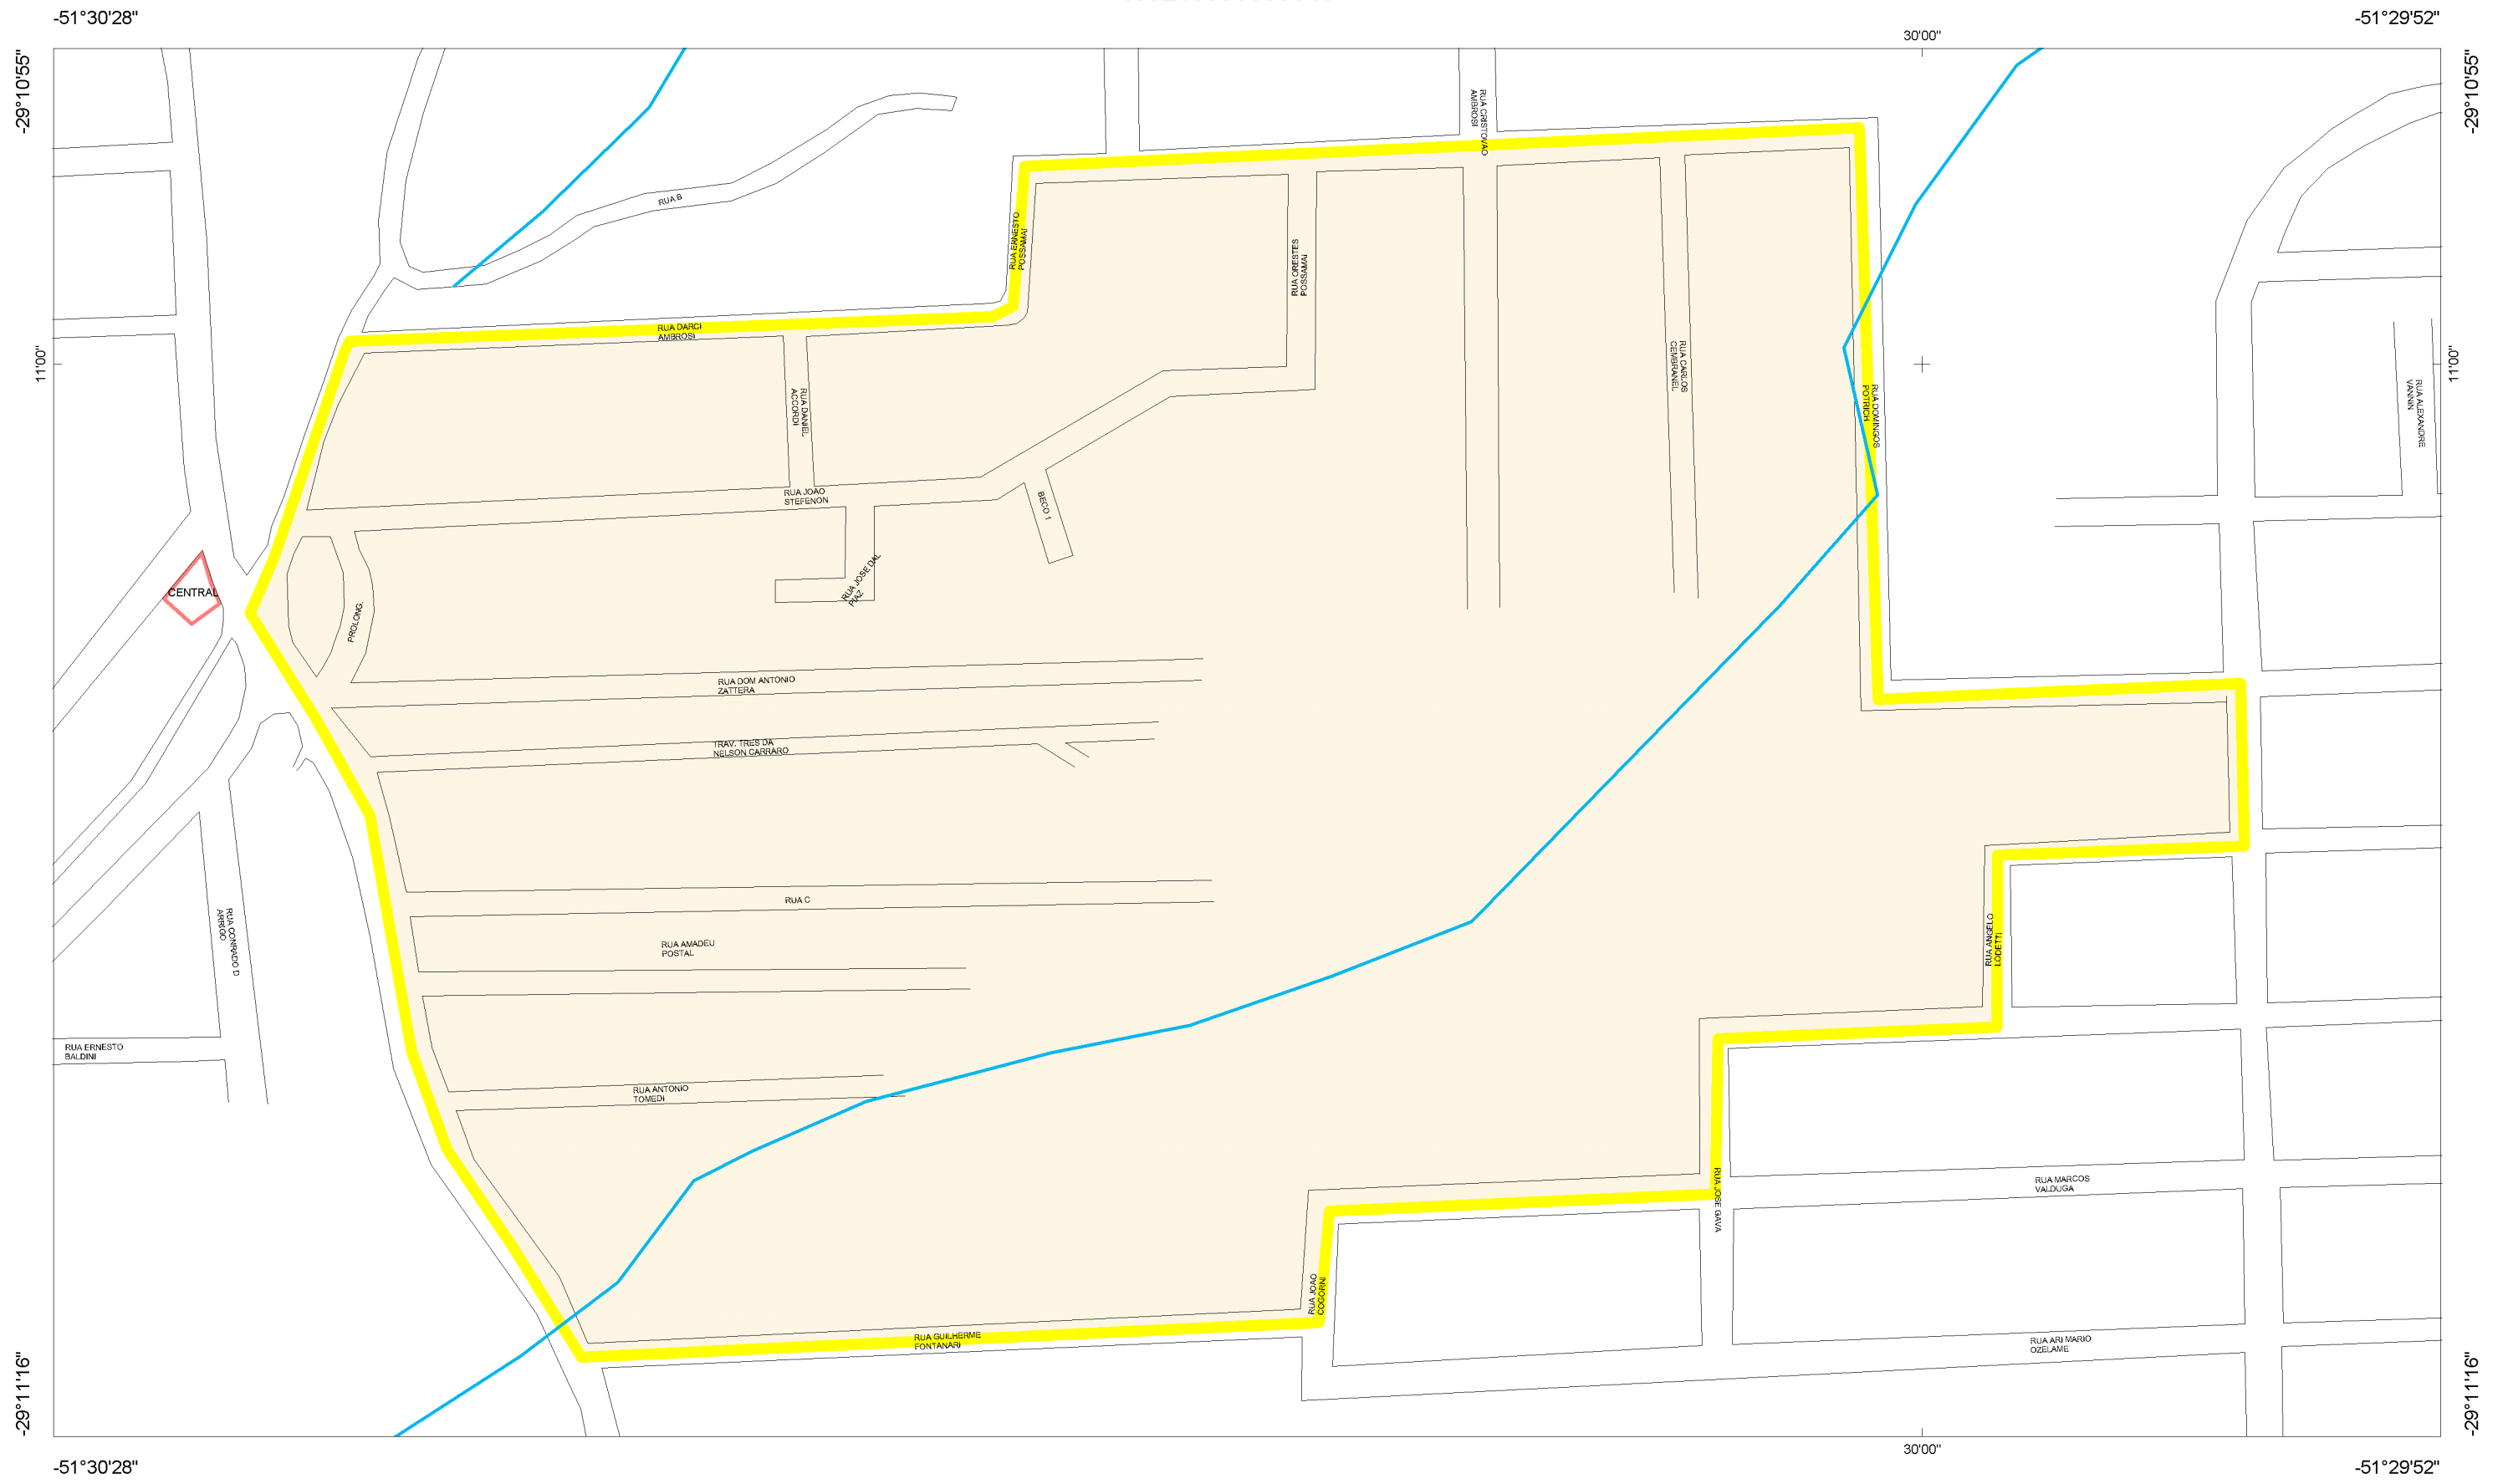 -51°30'28"
-51°29'52"
30'00"
-29°10'55"
-29°10'55"
RUA CRISTOVAO
AMBROSI
RUA B
RUA ERNESTO
POSSAMAI
RUA ORESTES
POSSAMAI
RUA DARCI
AMBROSI
11'00"
11'00"
RUA CARLOS
CEMBRANEL
RUA DOMINGOS
POTRICH
RUA ALEXANDRE
VANNIN
RUA DANIEL
ACCORDI
RUA JOAO
STEFENON
BECO 1
RUA JOSE DAL
PIAZ
CENTRAL
PROLONG.
RUA DOM ANTONIO
ZATTERA
TRAV. TRES DA
NELSON CARRARO
RUA C
RUA CONRADO D
ARRIGO
RUA AMADEU
POSTAL
RUA ANGELO
LODETTI
RUA ERNESTO
BALDINI
RUA ANTONIO
TOMEDI
RUA JOSE GAVA
RUA MARCOS
VALDUGA
RUA JOAO
COGORNI
RUA GUILHERME
FONTANARI
RUA ARI MARIO
OZELAME
-29°11'16"
-29°11'16"
30'00"
-51°30'28"
-51°29'52"